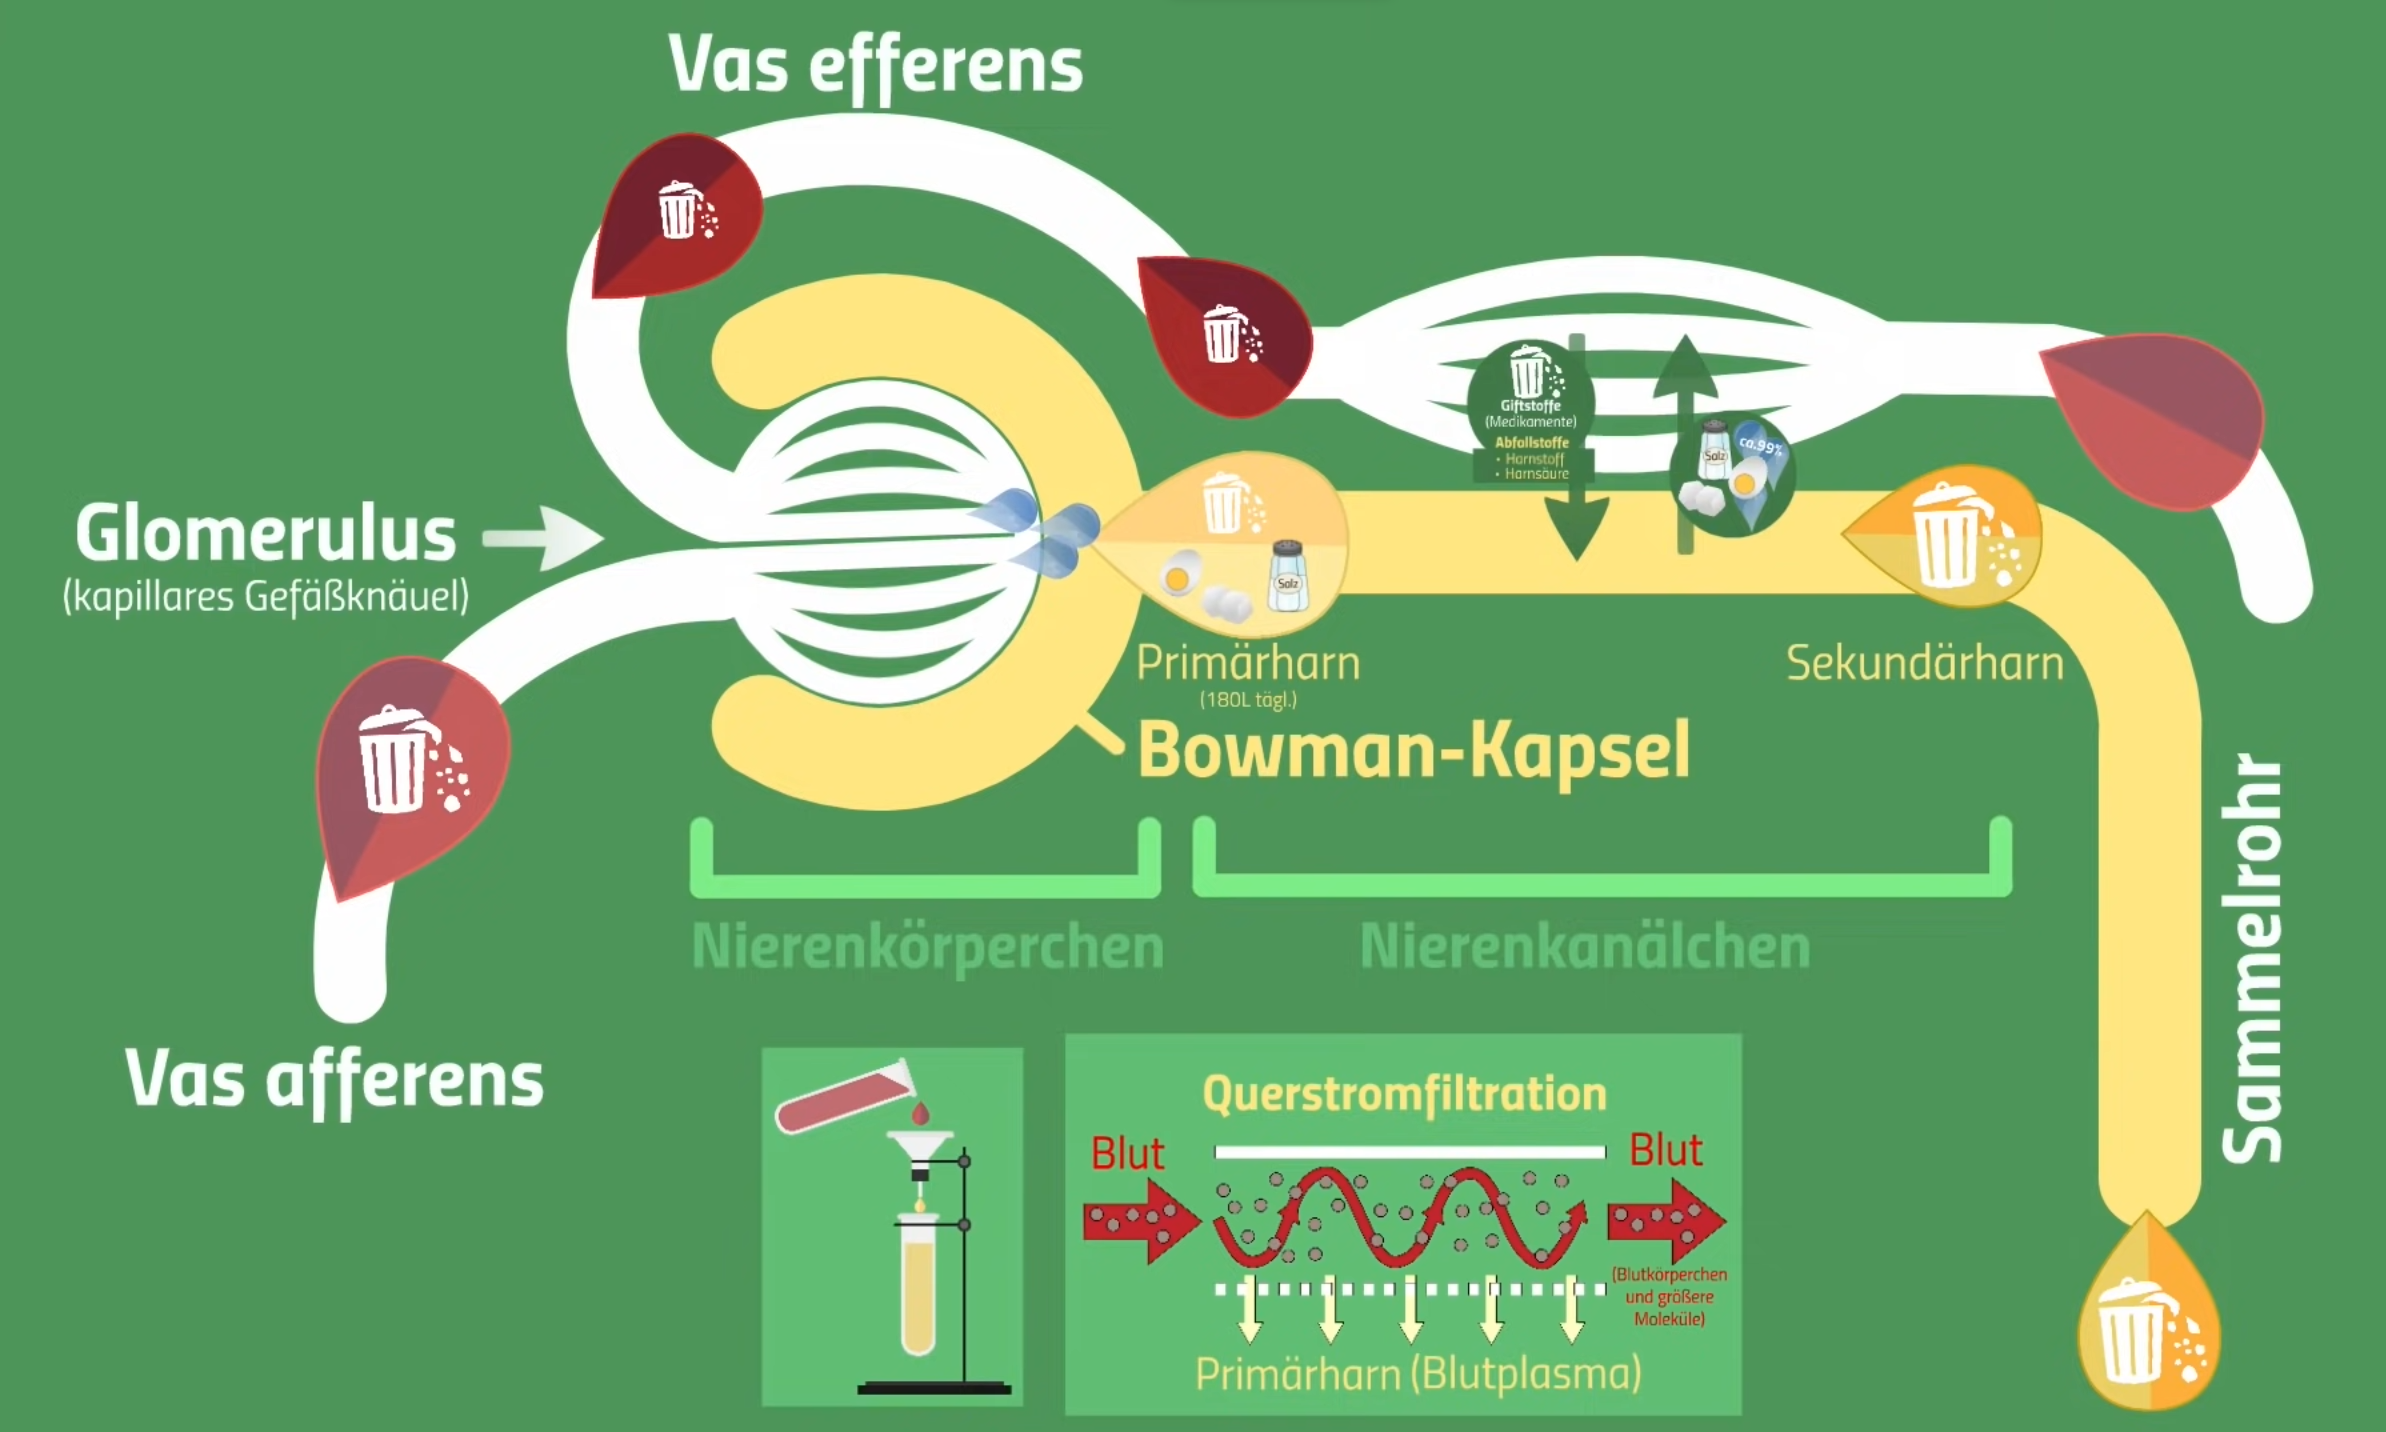 Vas efferens
Glomerulus
(kapillares Gefäßknäuel)
Giftstoffe
(Medikamente)
Abfallstoffe
• Harnstoff
• Harnsäure
Salz
ca.99%
Salz
Primärharn
(180L tägl.)
Sekundärharn
Bowman-Kapsel
Nierenkörperchen
Nierenkanälchen
Sammelrohr
Vas afferens
Querstromfiltration
Blut
Blut
(Blutkörperchen
und größere
Moleküle)
Primärharn (Blutplasma)